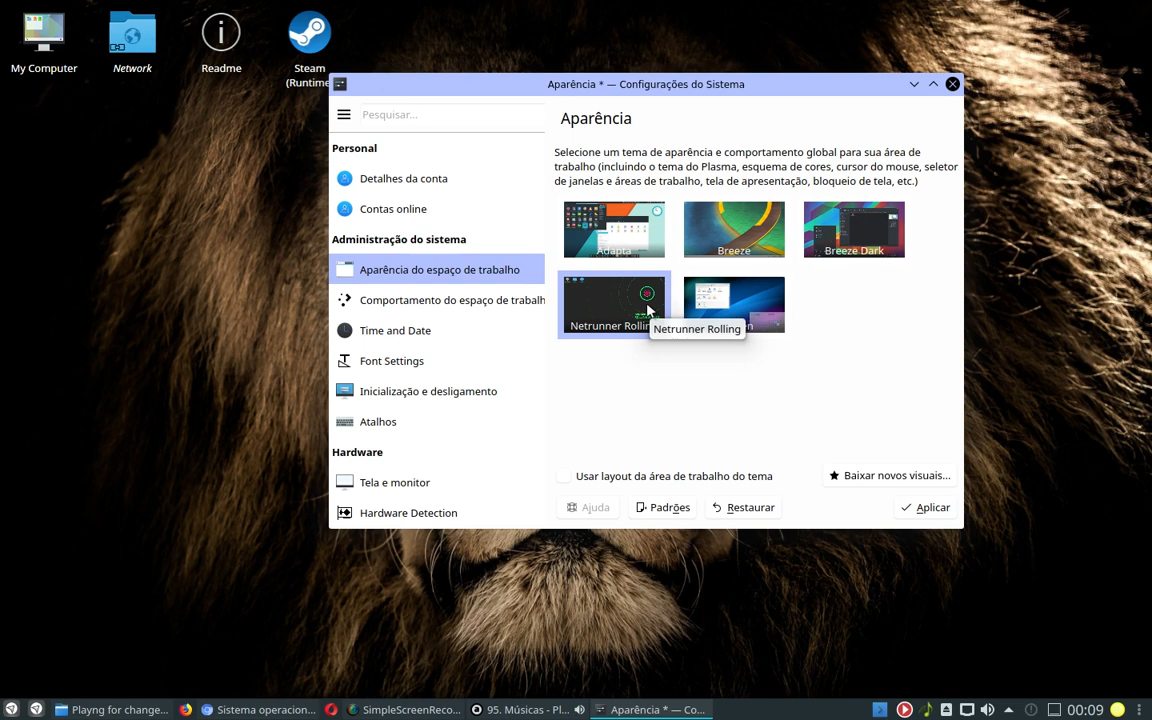 My Computer
Network
Readme
Steam
(Runtime
Aparência * — Configurações do Sistema
Pesquisar...
Personal
Detalhes da conta
Contas online
Administração do sistema
Aparência do espaço de trabalho
Comportamento do espaço de trabalh
Time and Date
Font Settings
Inicialização e desligamento
Atalhos
Hardware
Tela e monitor
Hardware Detection
Aparência
Selecione um tema de aparência e comportamento global para sua área de
trabalho (incluindo o tema do Plasma, esquema de cores, cursor do mouse, seletor
de janelas e áreas de trabalho, tela de apresentação, bloqueio de tela, etc.)
Adapta
Breeze
Breeze Dark
Netrunner Rollin
Netrunner Rolling
Usar layout da área de trabalho do tema
Baixar novos visuais...
Ajuda
Padrões
Restaurar
Aplicar
Playng for change...
Sistema operacion...
SimpleScreenReco...
95. Músicas - Pl...
Aparência * — Co...
00:09